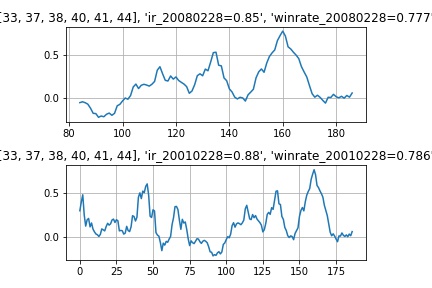 [33, 37, 38, 40, 41, 44], 'ir_20080228=0.85', 'winrate_20080228=0.777'
0.5
0.0
80 100 120 140 160 180
[33, 37, 38, 40, 41, 44], 'ir_20010228=0.88', 'winrate_20010228=0.786'
0.5
0.0
0 25 50 75 100 125 150 175